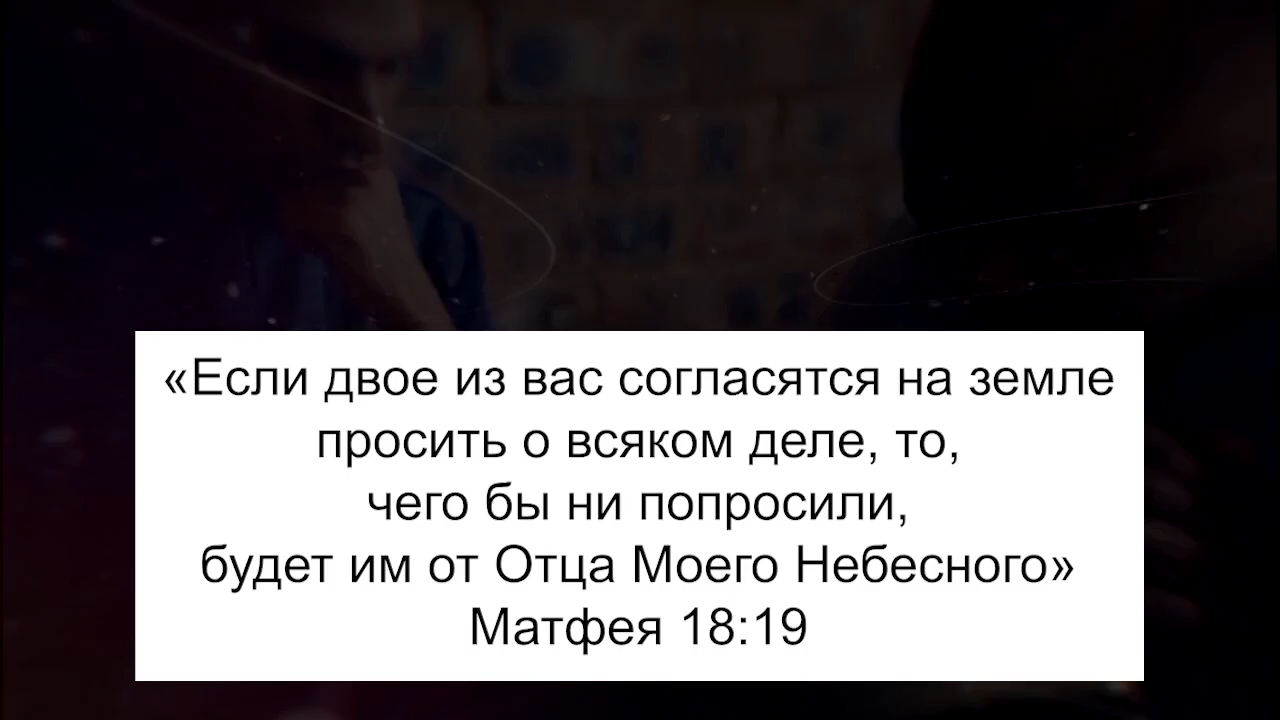 «Если двое из вас согласятся на земле
просить о всяком деле, то,
чего бы ни попросили,
будет им от Отца Моего Небесного»
Матфея 18:19